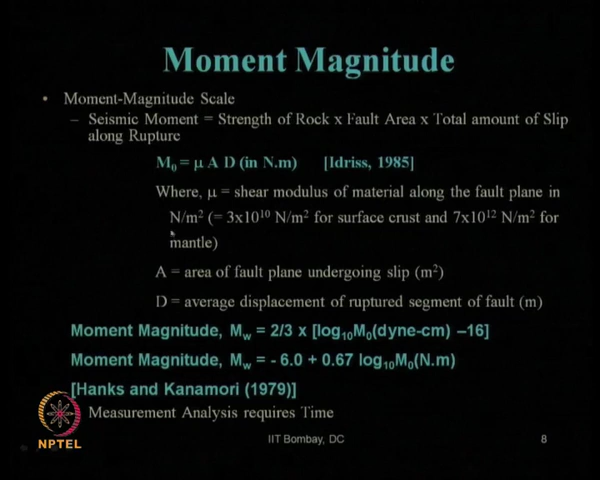 Moment Magnitude
• Moment-Magnitude Scale
– Seismic Moment = Strength of Rock x Fault Area x Total amount of Slip
along Rupture
M₀ = μ A D (in N.m) [Idriss, 1985]
Where, μ = shear modulus of material along the fault plane in
N/m² (= 3x10¹⁰ N/m² for surface crust and 7x10¹² N/m² for
mantle)
A = area of fault plane undergoing slip (m²)
D = average displacement of ruptured segment of fault (m)
Moment Magnitude, Mw = 2/3 x [log₁₀M₀(dyne-cm) –16]
Moment Magnitude, Mw = - 6.0 + 0.67 log₁₀M₀(N.m)
[Hanks and Kanamori (1979)]
Measurement Analysis requires Time
NPTEL
IIT Bombay, DC
8